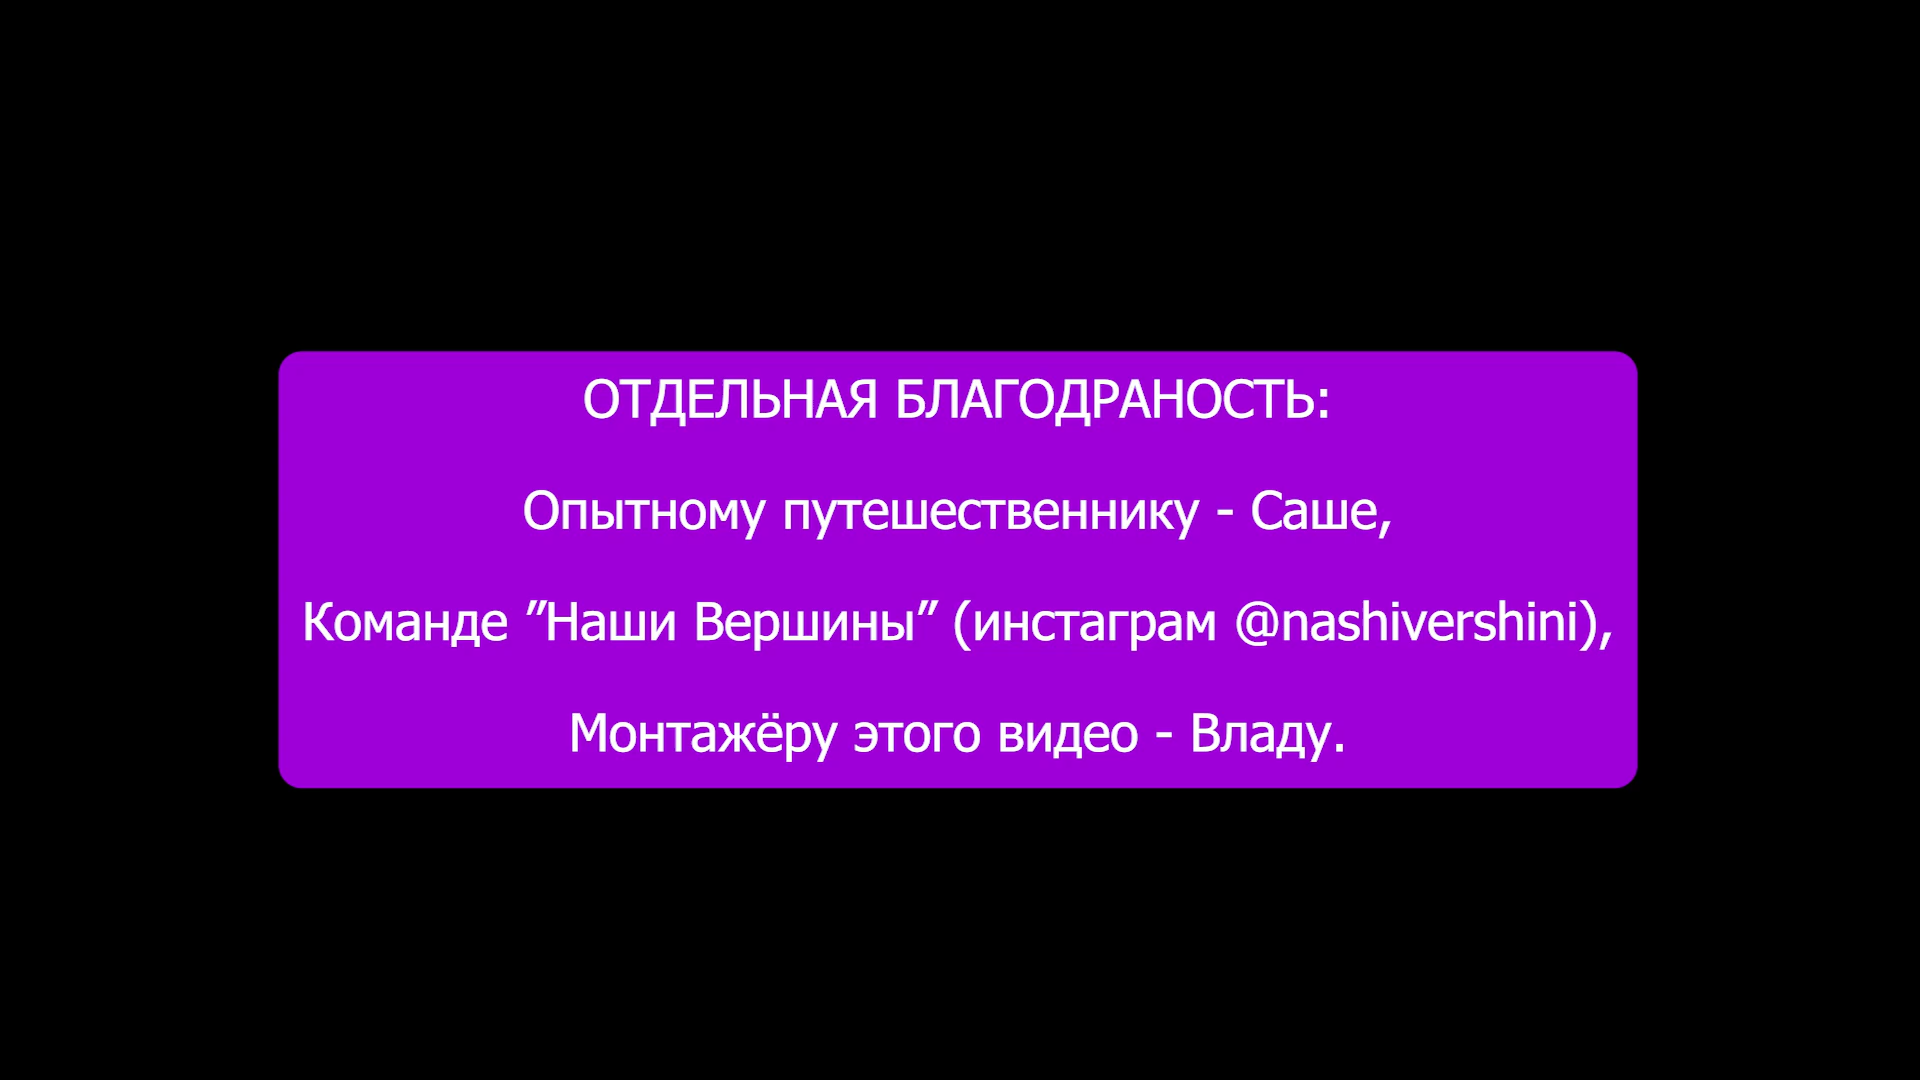 ОТДЕЛЬНАЯ БЛАГОДРАНОСТЬ:
Опытному путешественнику - Саше,
Команде ”Наши Вершины” (инстаграм @nashivershini),
Монтажёру этого видео - Владу.